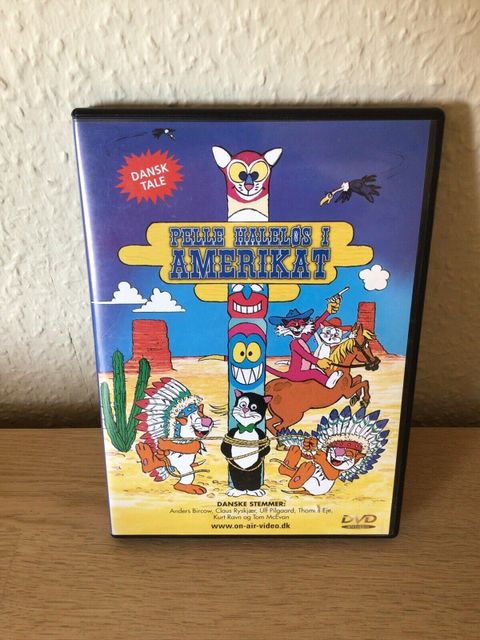 DANSK
TALE
PELLE HALELØS I
AMERIKAT
DANSKE STEMMER:
Anders Bircow, Claus Ryskjær, Ulf Pilgaard, Thomas Eje,
Kurt Ravn og Tom McEvan
www.on-air-video.dk
DVD